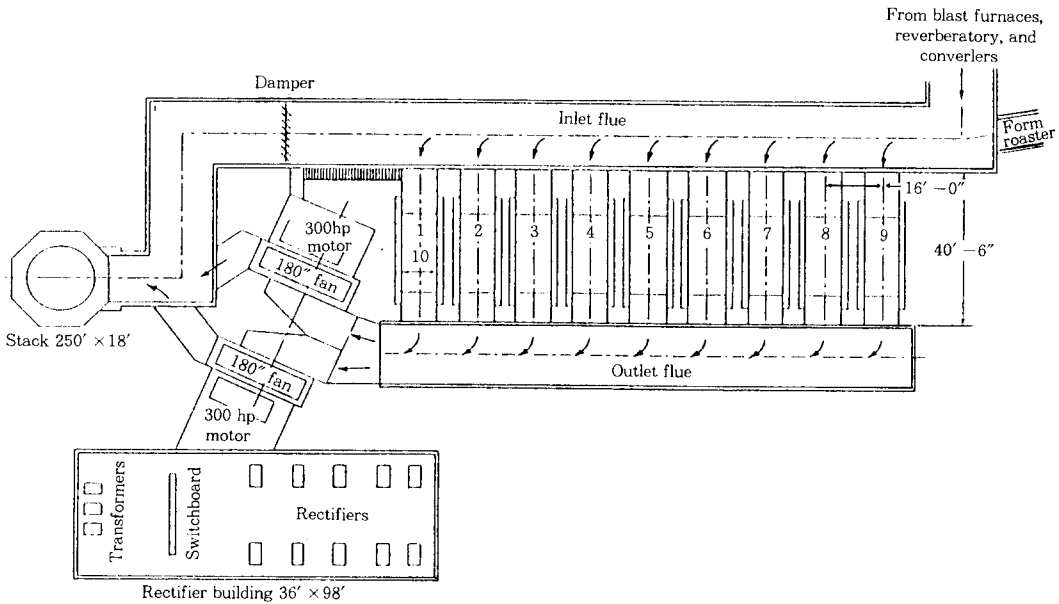 From blast furnaces,
reverberatory, and
converlers
Damper
Inlet flue
Form
roaster
16′ −0″
300hp
motor
1
2
3
4
5
6
7
8
9
10
40′ −6″
180″ fan
Stack 250′ ×18′
180″ fan
Outlet flue
300 hp
motor
Transformers
Switchboard
Rectifiers
Rectifier building 36′ ×98′